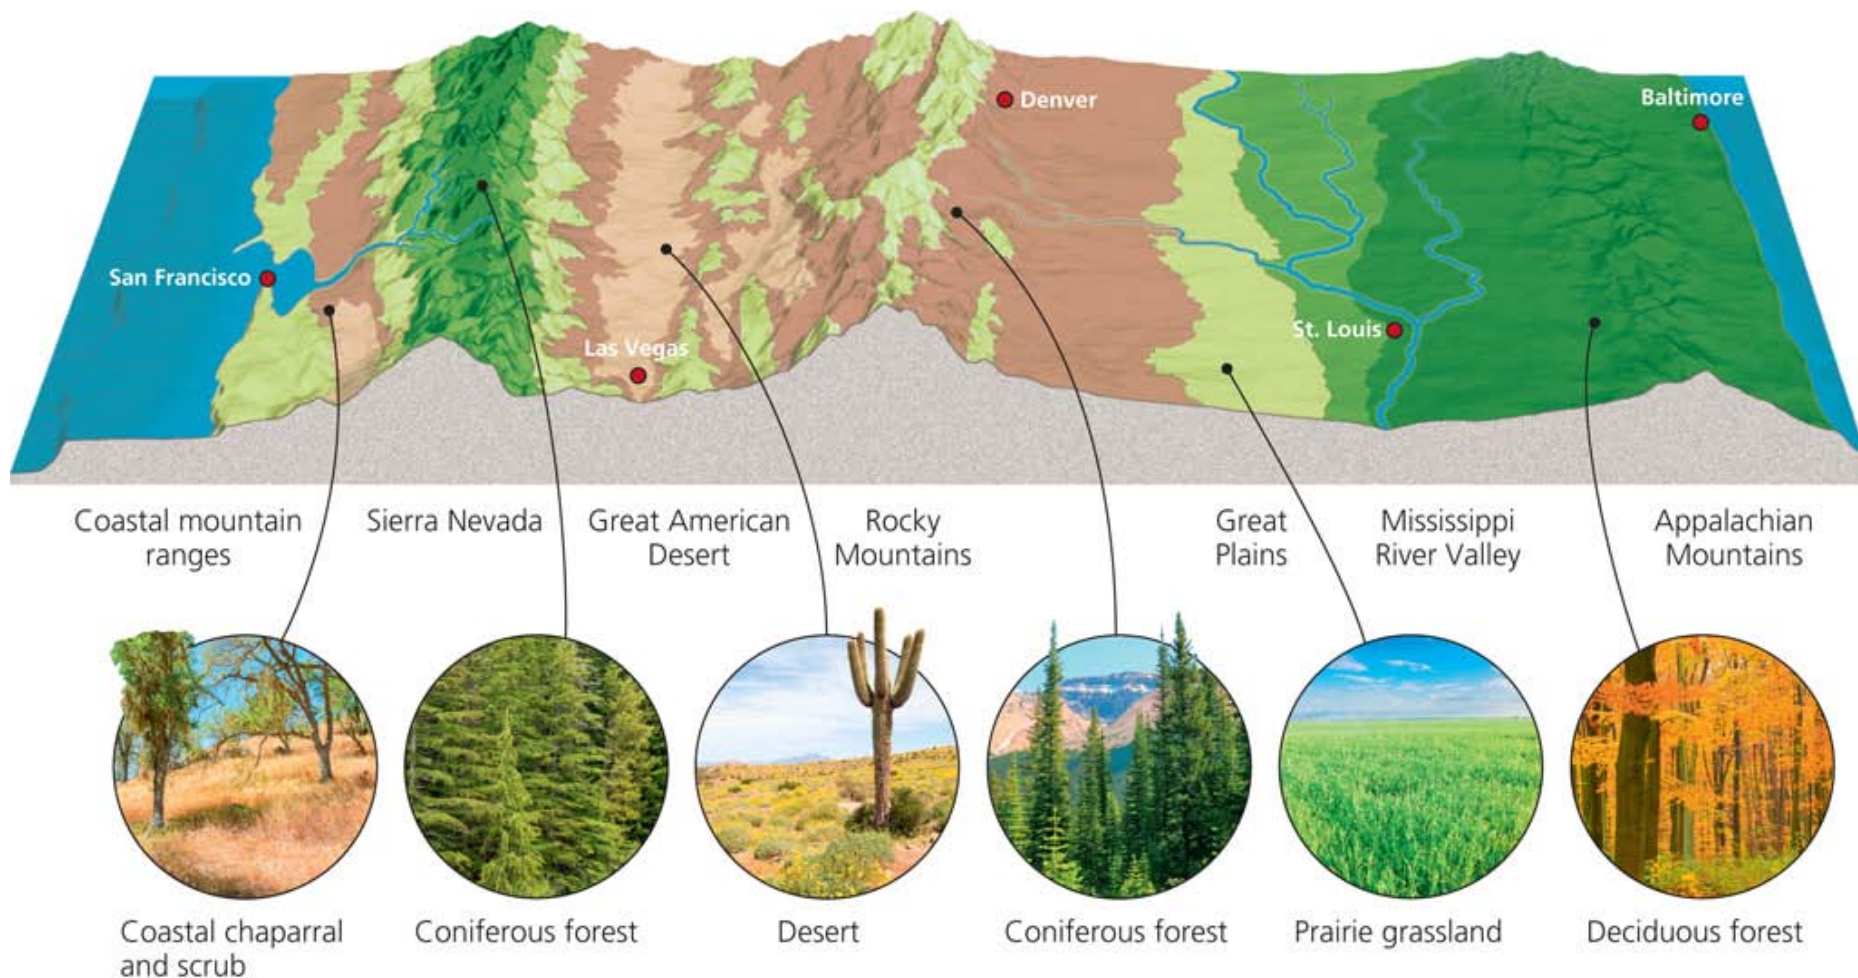 Denver
Baltimore
San Francisco
St. Louis
Las Vegas
Coastal mountain
ranges
Sierra Nevada
Great American
Desert
Rocky
Mountains
Great
Plains
Mississippi
River Valley
Appalachian
Mountains
Coastal chaparral
and scrub
Coniferous forest
Desert
Coniferous forest
Prairie grassland
Deciduous forest